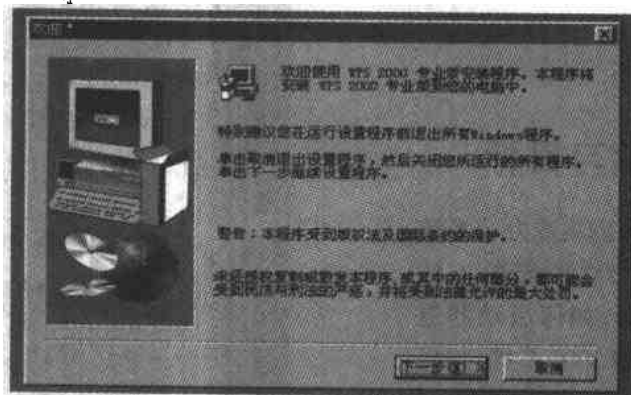 欢迎
欢迎使用 WPS 2000 专业版安装程序。本程序将
安装 WPS 2000 专业版到您的电脑中。
特别建议您在运行设置程序前退出所有Windows程序。
单击取消退出设置程序，然后关闭您所运行的所有程序。
单击下一步继续设置程序。
警告：本程序受到版权法及国际条约的保护。
未经授权复制或散发本程序，或其中的任何部分，都可能会
受到民法与刑法的严惩，并将受到法律允许的最大处罚。
下一步(N) >
取消